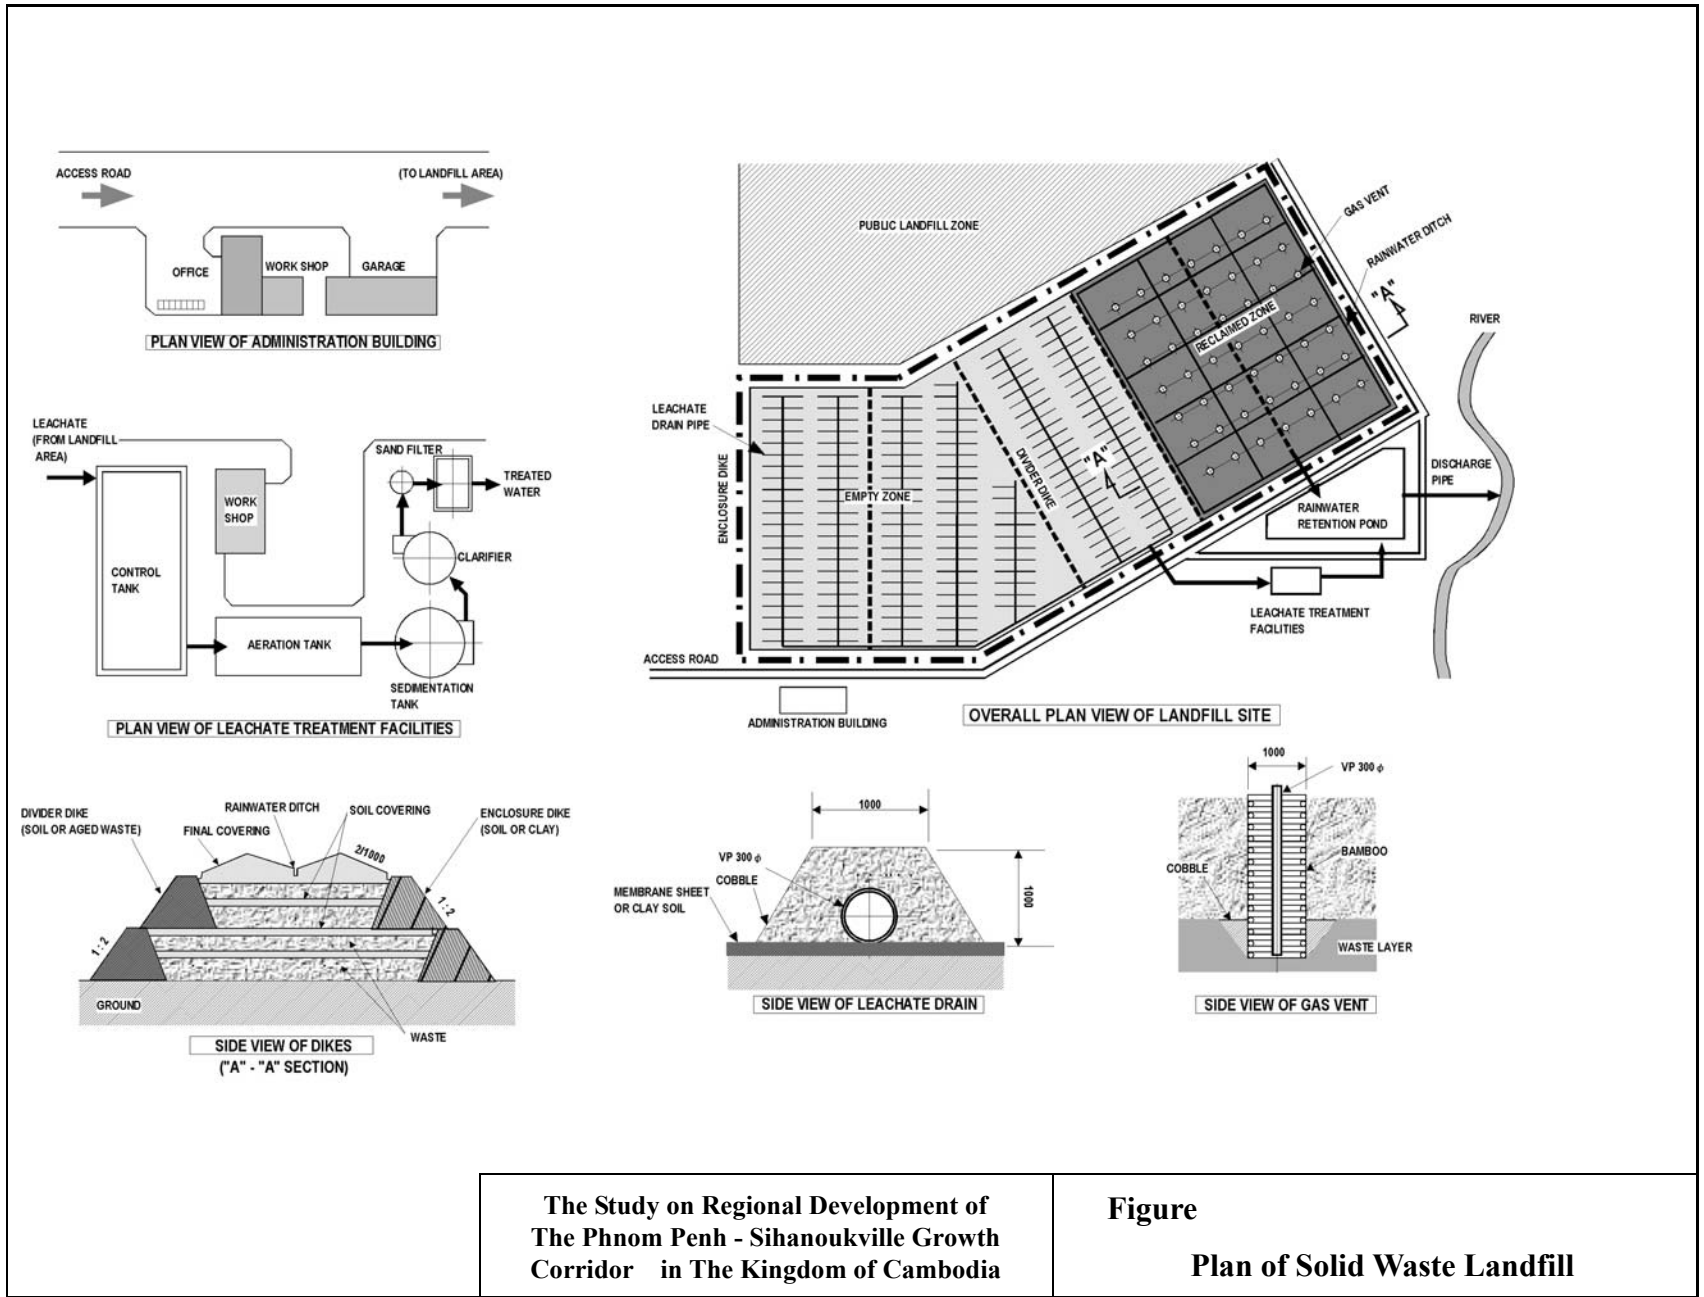 ACCESS ROAD
(TO LANDFILL AREA)
OFFICE
WORK SHOP
GARAGE
PLAN VIEW OF ADMINISTRATION BUILDING
LEACHATE
(FROM LANDFILL
AREA)
CONTROL
TANK
WORK
SHOP
SAND FILTER
TREATED
WATER
CLARIFIER
AERATION TANK
SEDIMENTATION
TANK
PLAN VIEW OF LEACHATE TREATMENT FACILITIES
PUBLIC LANDFILL ZONE
GAS VENT
RAINWATER DITCH
"A"
RECLAIMED ZONE
RIVER
LEACHATE
DRAIN PIPE
ENCLOSURE DIKE
EMPTY ZONE
DIVIDER DIKE
"A"
DISCHARGE
PIPE
RAINWATER
RETENTION POND
LEACHATE TREATMENT
FACILITIES
ACCESS ROAD
ADMINISTRATION BUILDING
OVERALL PLAN VIEW OF LANDFILL SITE
DIVIDER DIKE
(SOIL OR AGED WASTE)
FINAL COVERING
RAINWATER DITCH
SOIL COVERING
2/1000
ENCLOSURE DIKE
(SOIL OR CLAY)
1 : 2
1 : 2
GROUND
WASTE
SIDE VIEW OF DIKES
("A" - "A" SECTION)
1000
VP 300 φ
COBBLE
MEMBRANE SHEET
OR CLAY SOIL
1000
SIDE VIEW OF LEACHATE DRAIN
1000
VP 300 φ
COBBLE
BAMBOO
WASTE LAYER
SIDE VIEW OF GAS VENT
The Study on Regional Development of
The Phnom Penh - Sihanoukville Growth
Corridor in The Kingdom of Cambodia
Figure
Plan of Solid Waste Landfill